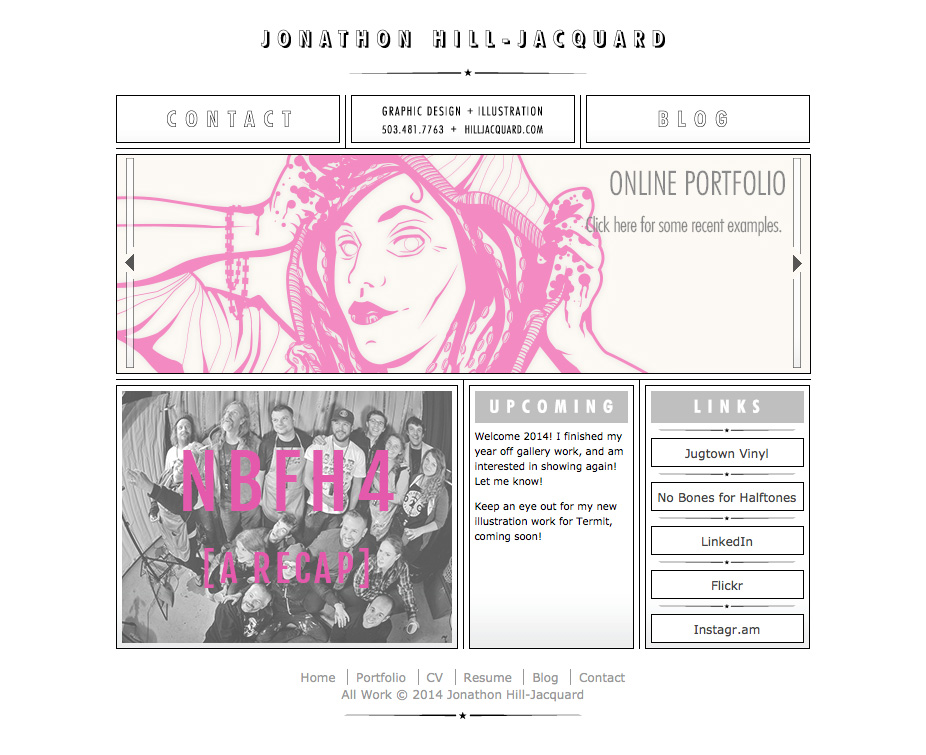 JONATHON HILL-JACQUARD
CONTACT
GRAPHIC DESIGN + ILLUSTRATION
503.481.7763 + HILLJACQUARD.COM
BLOG
ONLINE PORTFOLIO
Click here for some recent examples.
NBFH4
[A RECAP]
UPCOMING
Welcome 2014! I finished my
year off gallery work, and am
interested in showing again!
Let me know!
Keep an eye out for my new
illustration work for Termit,
coming soon!
LINKS
Jugtown Vinyl
No Bones for Halftones
LinkedIn
Flickr
Instagr.am
Home | Portfolio | CV | Resume | Blog | Contact
All Work © 2014 Jonathon Hill-Jacquard